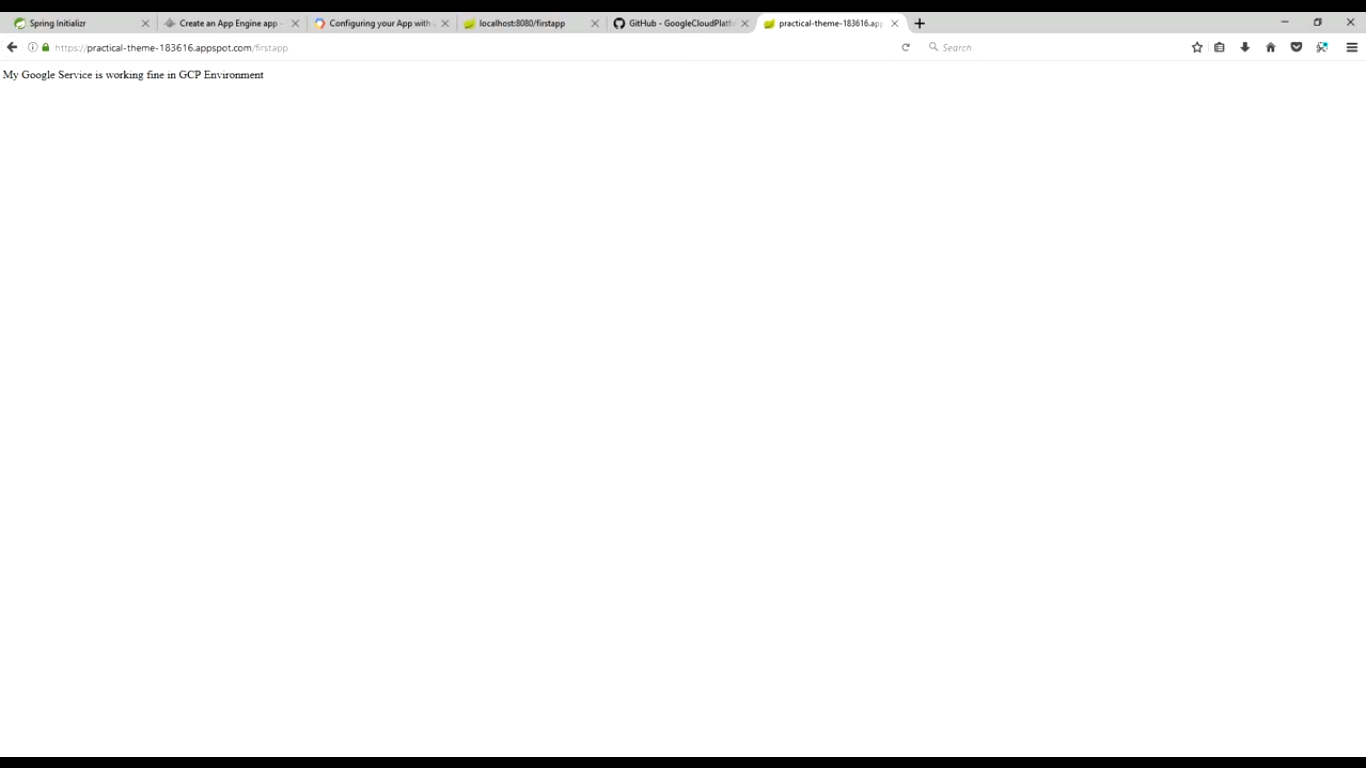 Spring Initializr
Create an App Engine app -
Configuring your App with
localhost:8080/firstapp
GitHub - GoogleCloudPlatf
practical-theme-183616.app
https://practical-theme-183616.appspot.com/firstapp
Search
My Google Service is working fine in GCP Environment